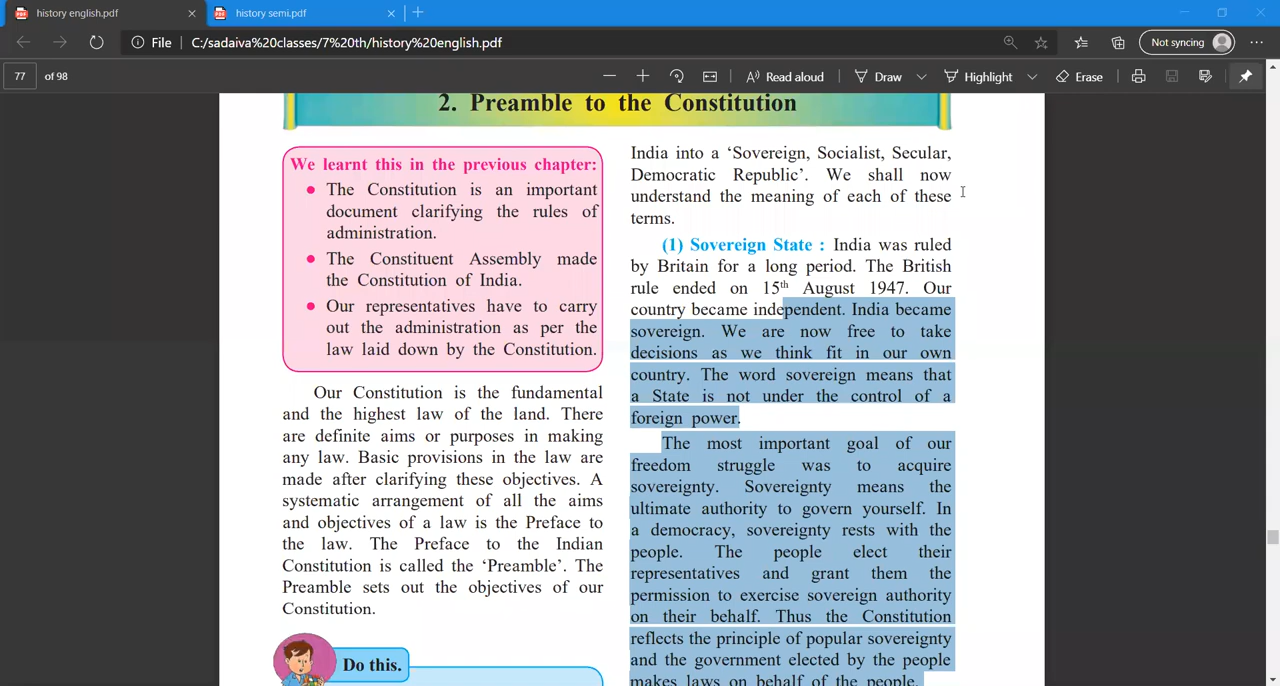 history english.pdf
history semi.pdf
File C:/sadaiva%20classes/7%20th/history%20english.pdf
Not syncing
77 of 98
Read aloud
Draw
Highlight
Erase
2. Preamble to the Constitution
We learnt this in the previous chapter:
• The Constitution is an important
document clarifying the rules of
administration.
• The Constituent Assembly made
the Constitution of India.
• Our representatives have to carry
out the administration as per the
law laid down by the Constitution.
Our Constitution is the fundamental
and the highest law of the land. There
are definite aims or purposes in making
any law. Basic provisions in the law are
made after clarifying these objectives. A
systematic arrangement of all the aims
and objectives of a law is the Preface to
the law. The Preface to the Indian
Constitution is called the ‘Preamble’. The
Preamble sets out the objectives of our
Constitution.
Do this.
India into a ‘Sovereign, Socialist, Secular,
Democratic Republic’. We shall now
understand the meaning of each of these
terms.
(1) Sovereign State : India was ruled
by Britain for a long period. The British
rule ended on 15th August 1947. Our
country became independent. India became
sovereign. We are now free to take
decisions as we think fit in our own
country. The word sovereign means that
a State is not under the control of a
foreign power.
The most important goal of our
freedom struggle was to acquire
sovereignty. Sovereignty means the
ultimate authority to govern yourself. In
a democracy, sovereignty rests with the
people. The people elect their
representatives and grant them the
permission to exercise sovereign authority
on their behalf. Thus the Constitution
reflects the principle of popular sovereignty
and the government elected by the people
makes laws on behalf of the people.